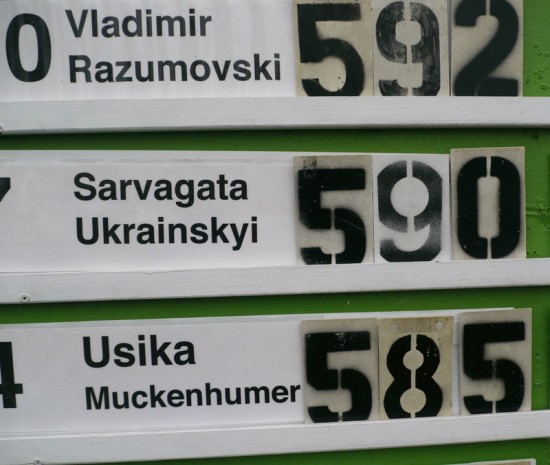 0 Vladimir 592
Razumovski
Sarvagata 590
Ukrainskyi
4 Usika 585
Muckenhumer